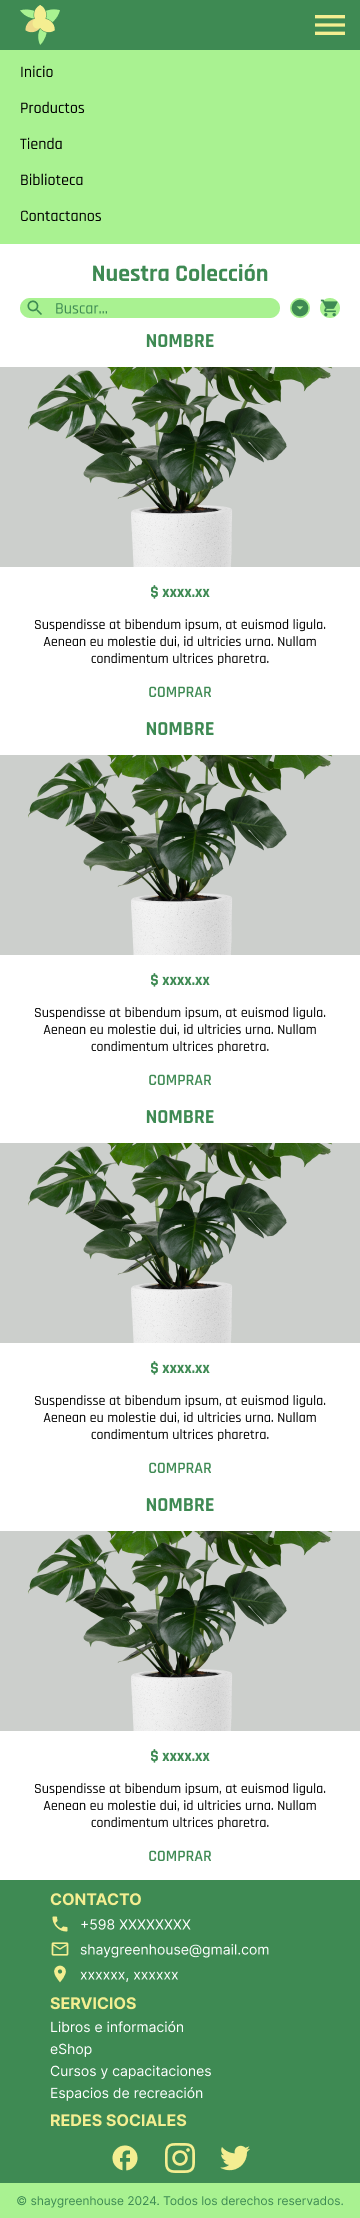 Inicio
Productos
Tienda
Biblioteca
Contactanos
Nuestra Colección
Buscar...
NOMBRE
$ xxxx.xx
Suspendisse at bibendum ipsum, at euismod ligula.
Aenean eu molestie dui, id ultricies urna. Nullam
condimentum ultrices pharetra.
COMPRAR
NOMBRE
$ xxxx.xx
Suspendisse at bibendum ipsum, at euismod ligula.
Aenean eu molestie dui, id ultricies urna. Nullam
condimentum ultrices pharetra.
COMPRAR
NOMBRE
$ xxxx.xx
Suspendisse at bibendum ipsum, at euismod ligula.
Aenean eu molestie dui, id ultricies urna. Nullam
condimentum ultrices pharetra.
COMPRAR
NOMBRE
$ xxxx.xx
Suspendisse at bibendum ipsum, at euismod ligula.
Aenean eu molestie dui, id ultricies urna. Nullam
condimentum ultrices pharetra.
COMPRAR
CONTACTO
+598 XXXXXXXX
shaygreenhouse@gmail.com
xxxxxx, xxxxxx
SERVICIOS
Libros e información
eShop
Cursos y capacitaciones
Espacios de recreación
REDES SOCIALES
© shaygreenhouse 2024. Todos los derechos reservados.